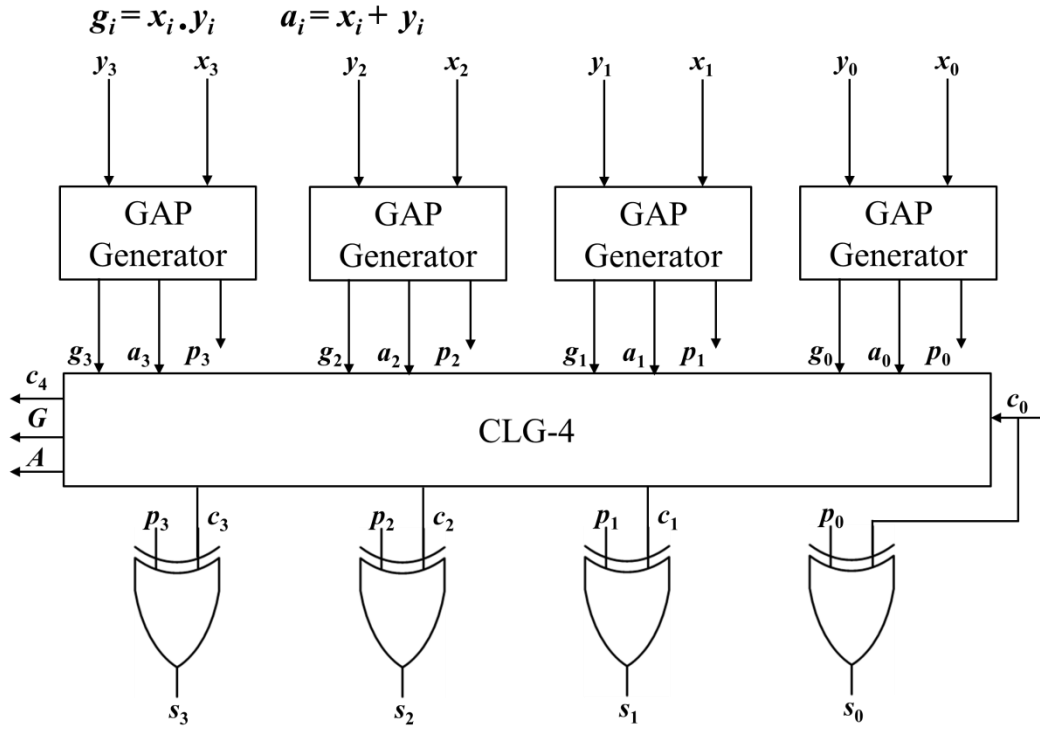 gᵢ = xᵢ . yᵢ aᵢ = xᵢ + yᵢ
y₃ x₃ y₂ x₂ y₁ x₁ y₀ x₀
GAP Generator
GAP Generator
GAP Generator
GAP Generator
g₃ a₃ p₃ g₂ a₂ p₂ g₁ a₁ p₁ g₀ a₀ p₀
c₄
G
A
CLG-4
c₀
p₃ c₃ p₂ c₂ p₁ c₁ p₀
s₃ s₂ s₁ s₀